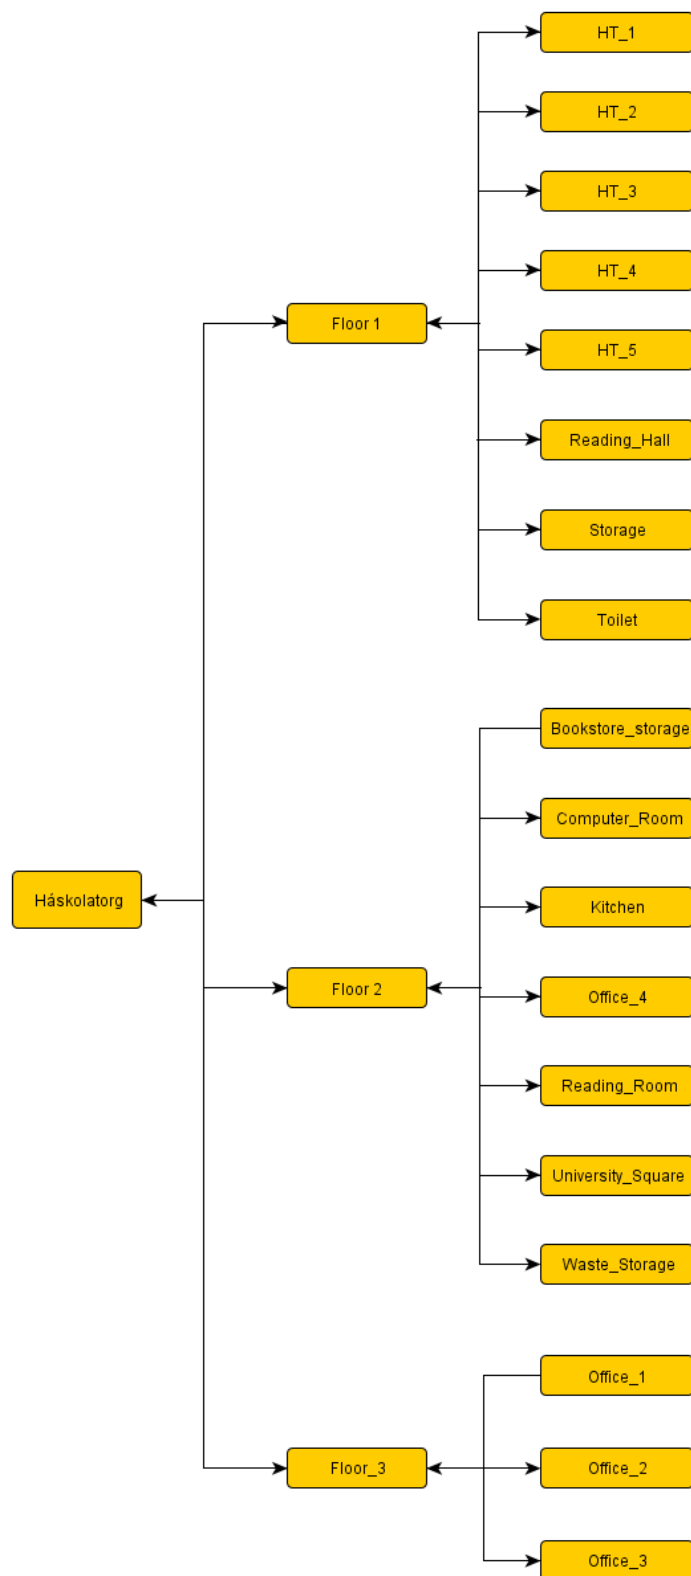 HT_1
HT_2
HT_3
HT_4
Floor 1
HT_5
Reading_Hall
Storage
Toilet
Bookstore_storage
Computer_Room
Háskolatorg
Kitchen
Floor 2
Office_4
Reading_Room
University_Square
Waste_Storage
Office_1
Floor_3
Office_2
Office_3